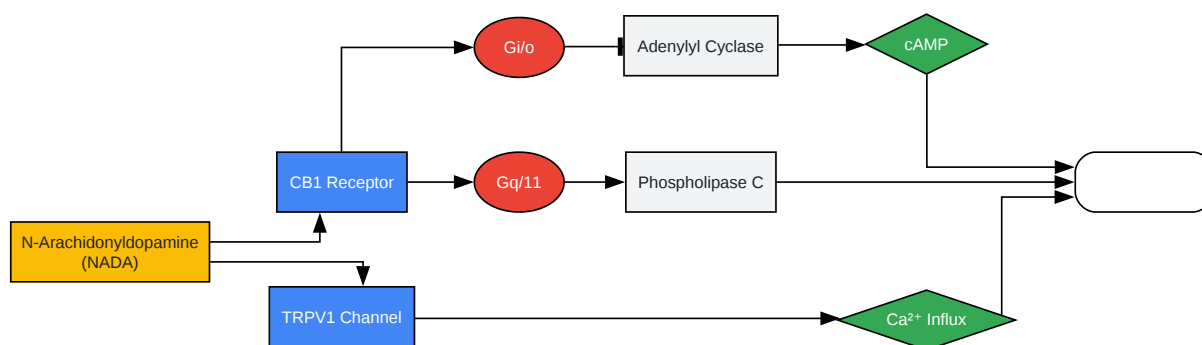 Gi/o
Adenylyl Cyclase
cAMP
CB1 Receptor
Gq/11
Phospholipase C
N-Arachidonyldopamine
(NADA)
TRPV1 Channel
Ca²⁺ Influx